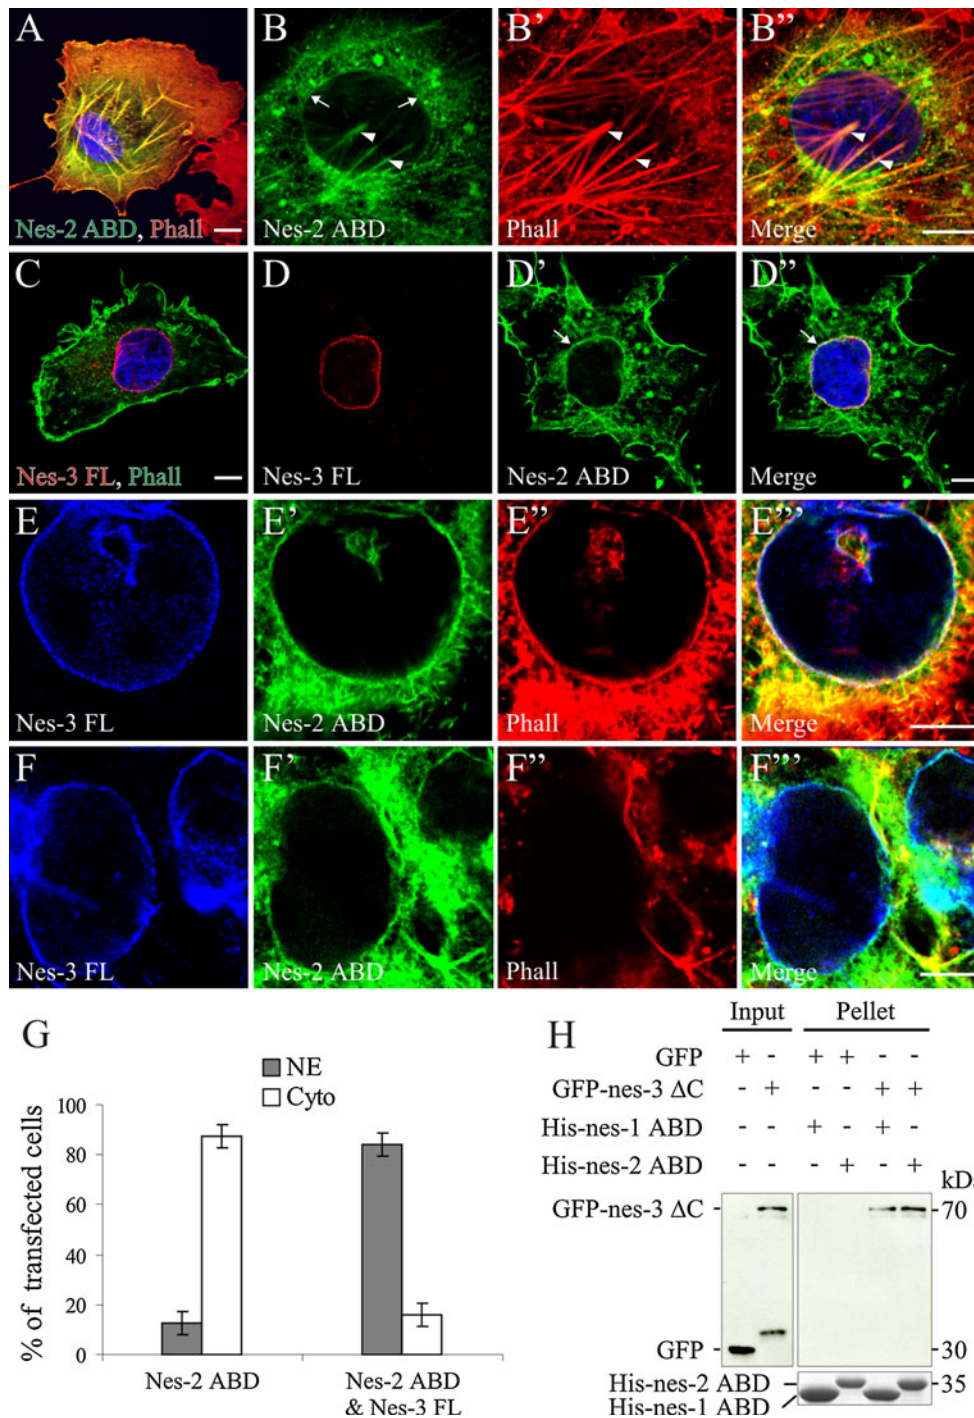 A
B
B’
B”
Nes-2 ABD, Phall
Nes-2 ABD
Phall
Merge
C
D
D’
D”
Nes-3 FL, Phall
Nes-3 FL
Nes-2 ABD
Merge
E
E’
E”
E”’
Nes-3 FL
Nes-2 ABD
Phall
Merge
F
F’
F”
F”’
Nes-3 FL
Nes-2 ABD
Phall
Merge
G
NE
Cyto
% of transfected cells
100
80
60
40
20
0
Nes-2 ABD
Nes-2 ABD
& Nes-3 FL
H
Input Pellet
GFP + - + + - -
GFP-nes-3 ΔC - + - - + +
His-nes-1 ABD - - + - + -
His-nes-2 ABD - - - + - +
GFP-nes-3 ΔC
70
GFP
30
His-nes-2 ABD
35
His-nes-1 ABD